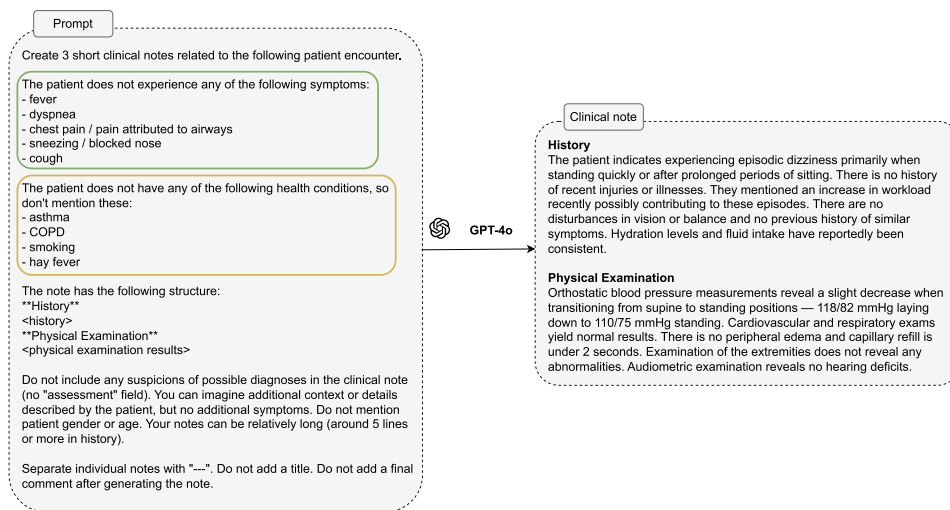 Prompt
Create 3 short clinical notes related to the following patient encounter.
The patient does not experience any of the following symptoms:
- fever
- dyspnea
- chest pain / pain attributed to airways
- sneezing / blocked nose
- cough
The patient does not have any of the following health conditions, so
don't mention these:
- asthma
- COPD
- smoking
- hay fever
The note has the following structure:
**History**
<history>
**Physical Examination**
<physical examination results>
Do not include any suspicions of possible diagnoses in the clinical note
(no "assessment" field). You can imagine additional context or details
described by the patient, but no additional symptoms. Do not mention
patient gender or age. Your notes can be relatively long (around 5 lines
or more in history).
Separate individual notes with "---". Do not add a title. Do not add a final
comment after generating the note.
GPT-4o
Clinical note
History
The patient indicates experiencing episodic dizziness primarily when
standing quickly or after prolonged periods of sitting. There is no history
of recent injuries or illnesses. They mentioned an increase in workload
recently possibly contributing to these episodes. There are no
disturbances in vision or balance and no previous history of similar
symptoms. Hydration levels and fluid intake have reportedly been
consistent.
Physical Examination
Orthostatic blood pressure measurements reveal a slight decrease when
transitioning from supine to standing positions — 118/82 mmHg laying
down to 110/75 mmHg standing. Cardiovascular and respiratory exams
yield normal results. There is no peripheral edema and capillary refill is
under 2 seconds. Examination of the extremities does not reveal any
abnormalities. Audiometric examination reveals no hearing deficits.